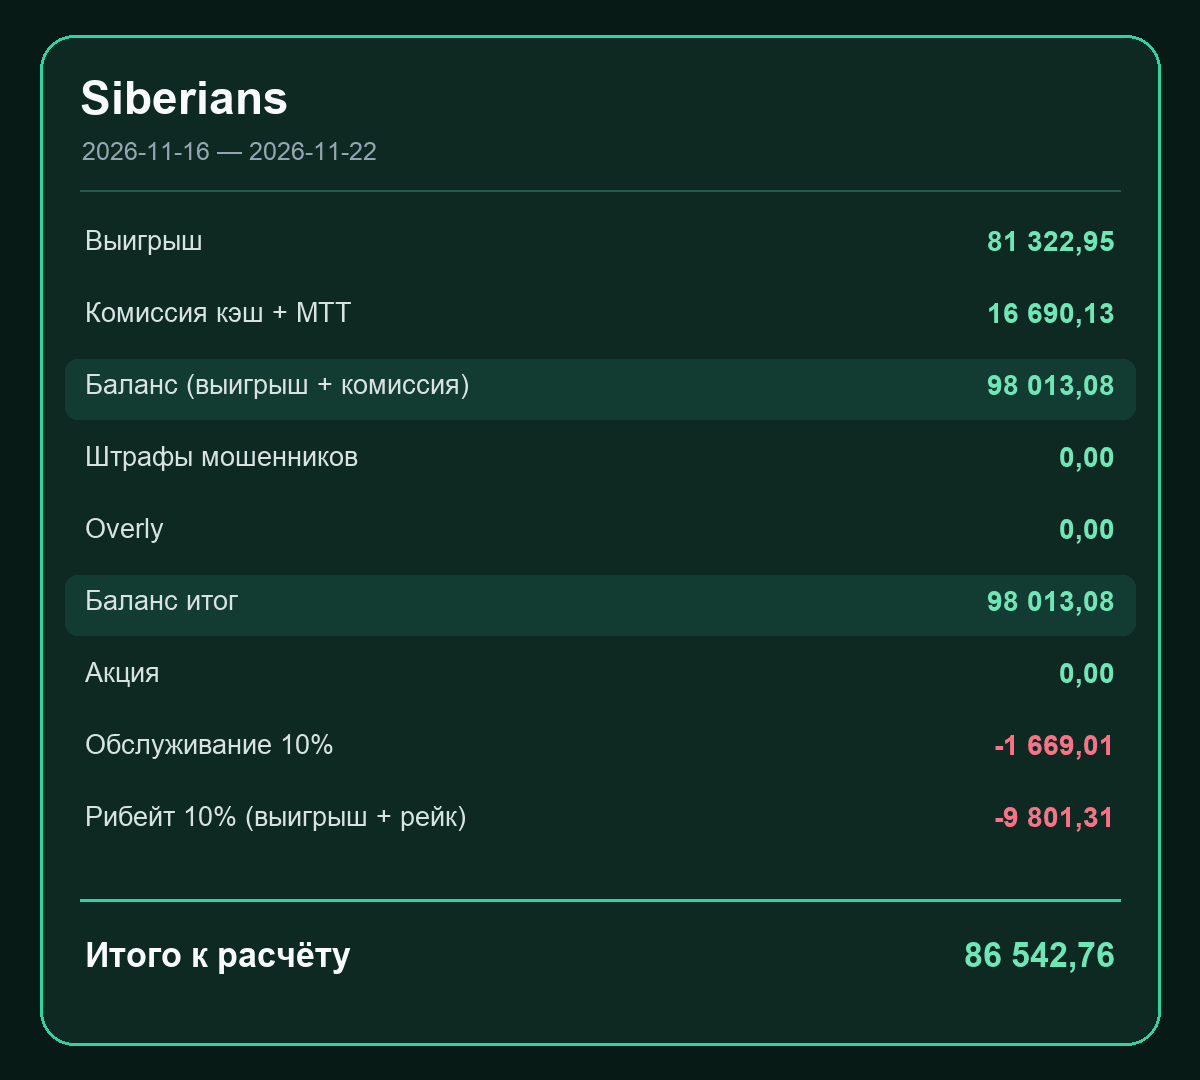 Siberians
2026-11-16 — 2026-11-22
Выигрыш 81 322,95
Комиссия кэш + МТТ 16 690,13
Баланс (выигрыш + комиссия) 98 013,08
Штрафы мошенников 0,00
Overly 0,00
Баланс итог 98 013,08
Акция 0,00
Обслуживание 10% -1 669,01
Рибейт 10% (выигрыш + рейк) -9 801,31
Итого к расчёту 86 542,76